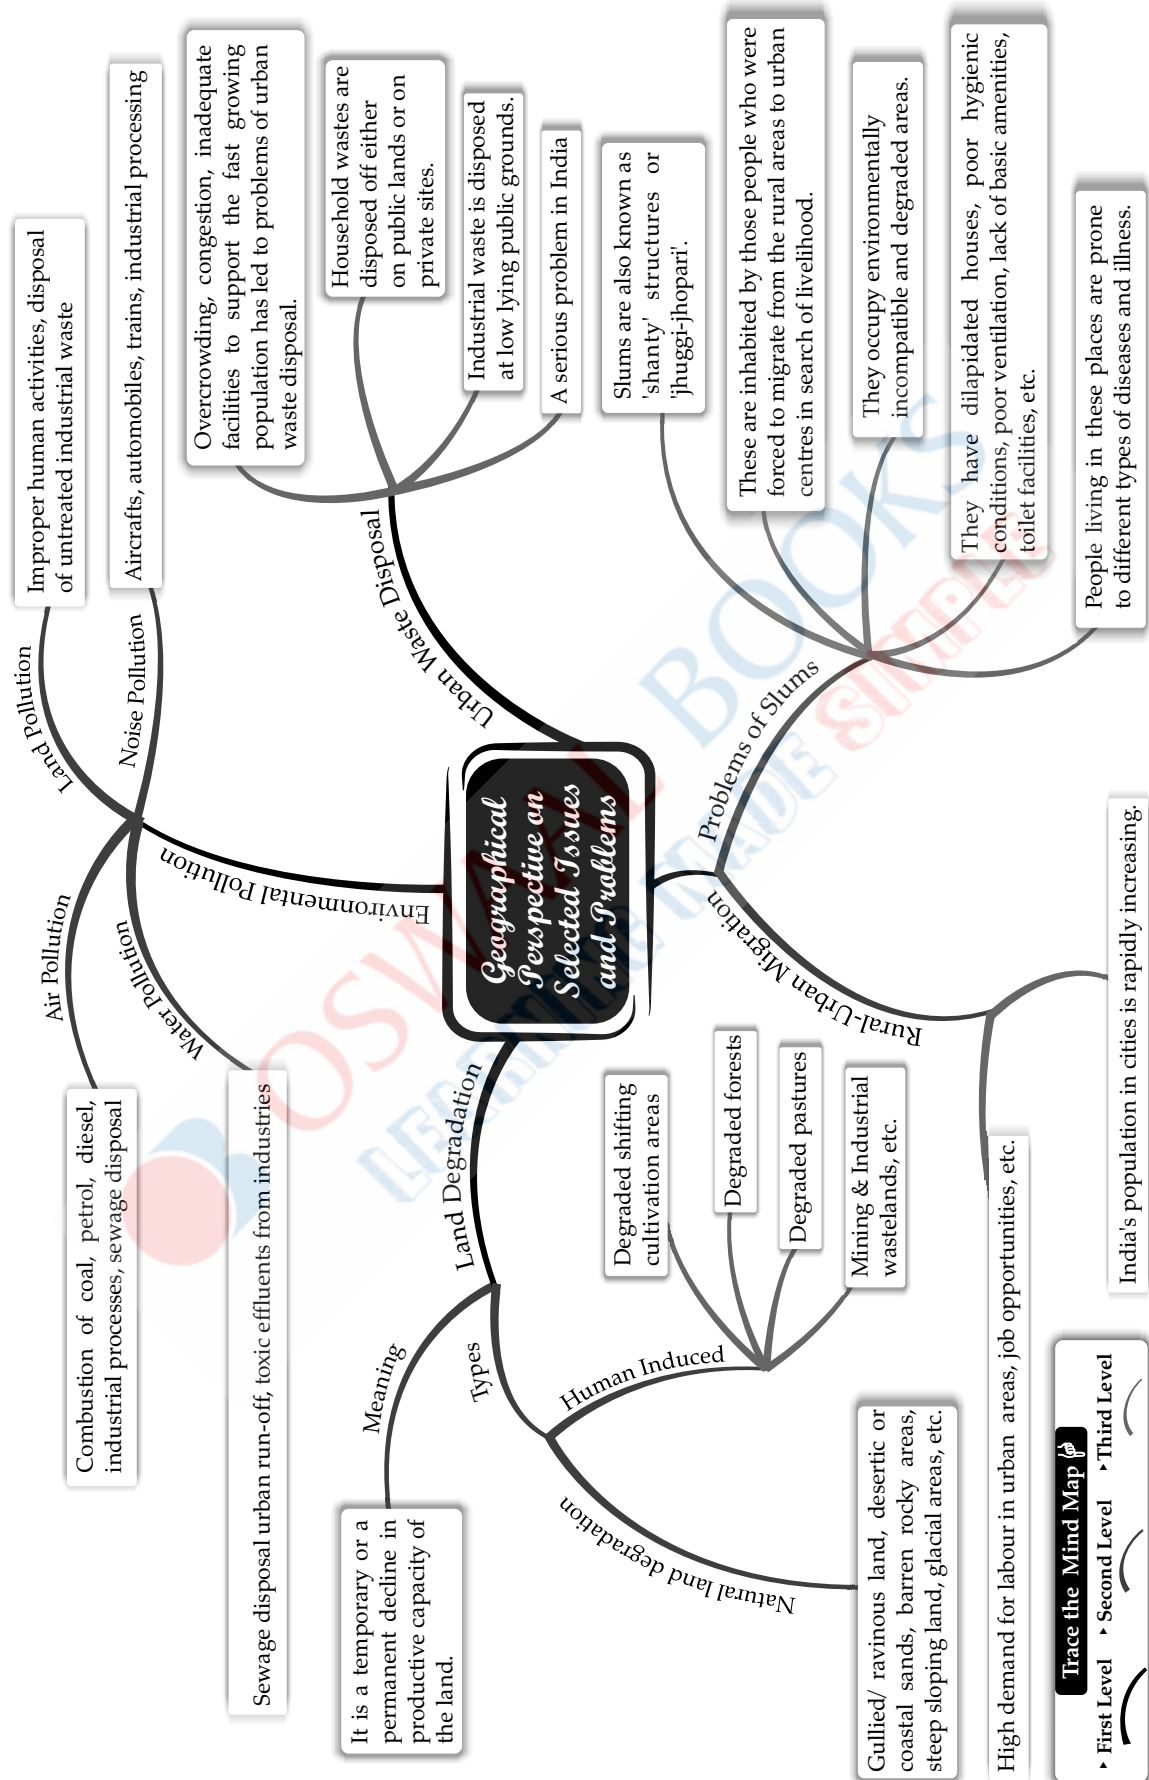 Geographical
Perspective on
Selected Issues
and Problems
Environmental Pollution
Land Pollution
Improper human activities, disposal
of untreated industrial waste
Noise Pollution
Aircrafts, automobiles, trains, industrial processing
Air Pollution
Combustion of coal, petrol, diesel,
industrial processes, sewage disposal
Water Pollution
Sewage disposal urban run-off, toxic effluents from industries
Urban Waste Disposal
Overcrowding, congestion, inadequate
facilities to support the fast growing
population has led to problems of urban
waste disposal.
Household wastes are
disposed off either
on public lands or on
private sites.
Industrial waste is disposed
at low lying public grounds.
A serious problem in India
Problems of Slums
Slums are also known as
'shanty' structures or
'jhuggi-jhopari'.
These are inhabited by those people who were
forced to migrate from the rural areas to urban
centres in search of livelihood.
They occupy environmentally
incompatible and degraded areas.
They have dilapidated houses, poor hygienic
conditions, poor ventilation, lack of basic amenities,
toilet facilities, etc.
People living in these places are prone
to different types of diseases and illness.
Rural-Urban Migration
India's population in cities is rapidly increasing.
High demand for labour in urban areas, job opportunities, etc.
Land Degradation
Meaning
It is a temporary or a
permanent decline in
productive capacity of
the land.
Types
Human Induced
Degraded shifting
cultivation areas
Degraded forests
Degraded pastures
Mining & Industrial
wastelands, etc.
Natural land degradation
Gullied/ ravinous land, desertic or
coastal sands, barren rocky areas,
steep sloping land, glacial areas, etc.
Trace the Mind Map
First Level
Second Level
Third Level
OSWAAL BOOKS
LEARNING MADE SIMPLE